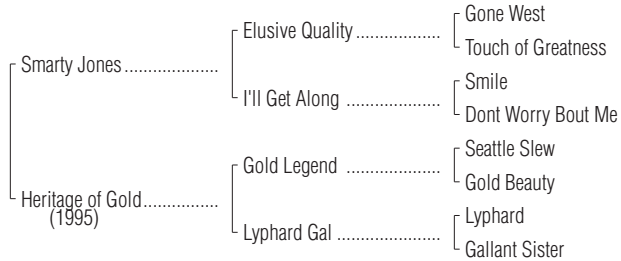 Gone West
Elusive Quality ..................
Touch of Greatness
Smarty Jones ....................
Smile
I'll Get Along ....................
Dont Worry Bout Me
Seattle Slew
Gold Legend ....................
Gold Beauty
Heritage of Gold................
(1995)
Lyphard
Lyphard Gal ......................
Gallant Sister